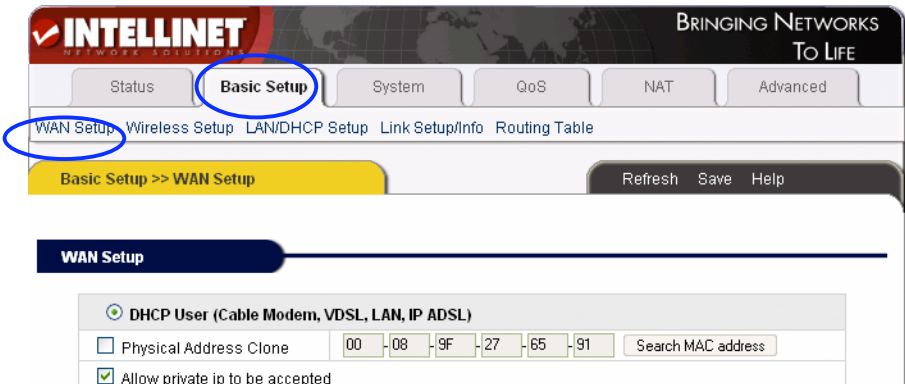 INTELLINET
NETWORK SOLUTIONS
BRINGING NETWORKS
TO LIFE
Status Basic Setup System QoS NAT Advanced
WAN Setup Wireless Setup LAN/DHCP Setup Link Setup/Info Routing Table
Basic Setup >> WAN Setup Refresh Save Help
WAN Setup
DHCP User (Cable Modem, VDSL, LAN, IP ADSL)
Physical Address Clone 00 - 08 - 9F - 27 - 65 - 91 Search MAC address
Allow private ip to be accepted